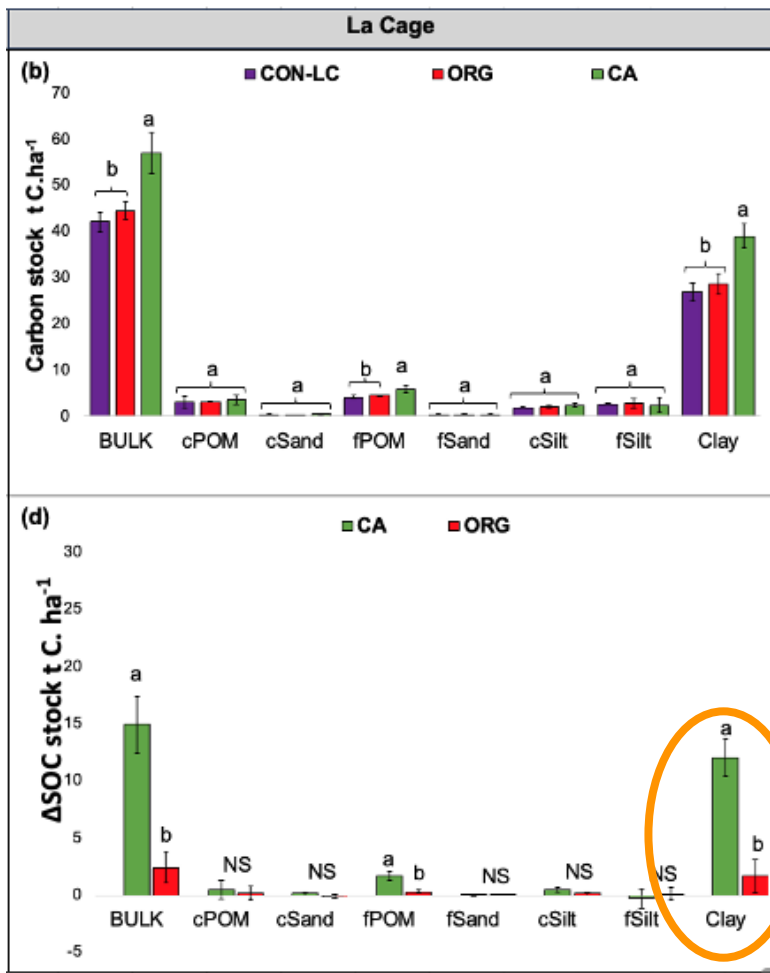 La Cage
(b)
CON-LC ORG CA
Carbon stock t C.ha⁻¹
70
60
50
40
30
20
10
0
b a a a b a a a a b a
BULK cPOM cSand fPOM fSand cSilt fSilt Clay
(d)
CA ORG
ΔSOC stock t C. ha⁻¹
30
25
20
15
10
5
0
-5
a b NS NS a b NS NS NS a b
BULK cPOM cSand fPOM fSand cSilt fSilt Clay